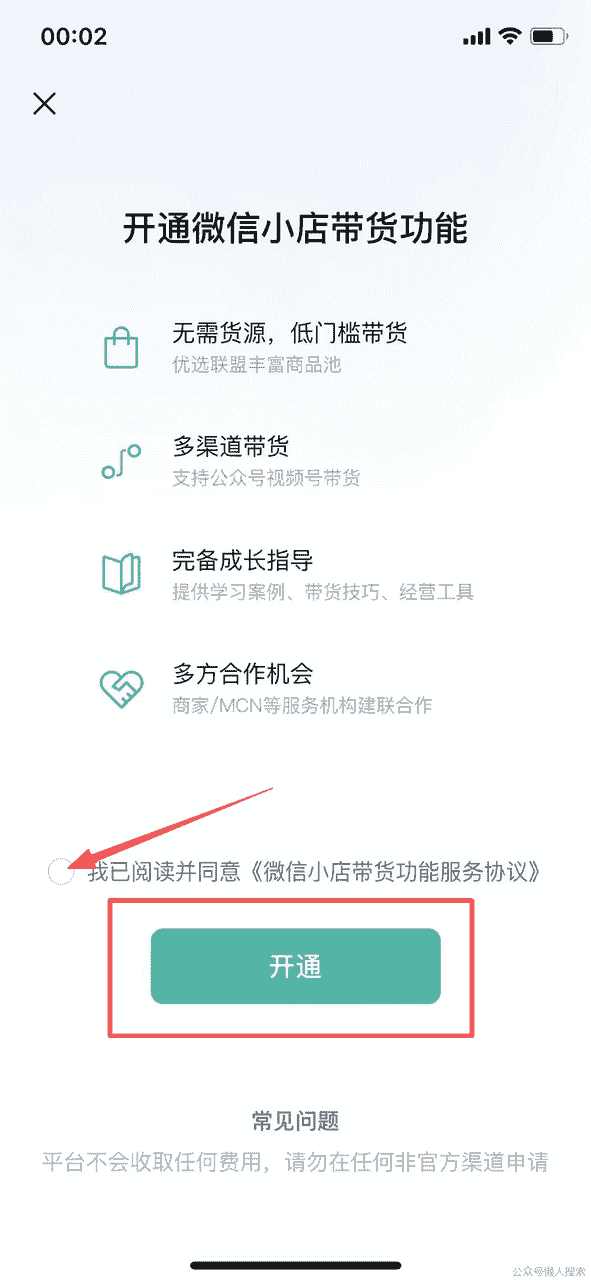 00:02
开通微信小店带货功能
无需货源，低门槛带货
优选联盟丰富商品池
多渠道带货
支持公众号视频号带货
完备成长指导
提供学习案例、带货技巧、经营工具
多方合作机会
商家/MCN等服务机构建联合作
我已阅读并同意《微信小店带货功能服务协议》
开通
常见问题
平台不会收取任何费用，请勿在任何非官方渠道申请
公众号懒人搜索